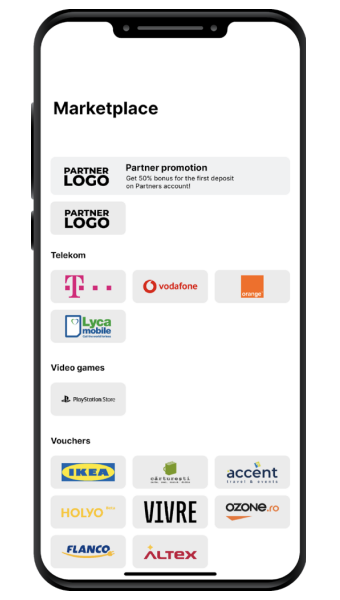 Marketplace
PARTNER
LOGO
Partner promotion
Get 50% bonus for the first deposit
on Partners account!
PARTNER
LOGO
Telekom
T
vodafone
orange
Lyca
mobile
Video games
PlayStation Store
Vouchers
IKEA
cărturești
accent
travel & events
HOLYO
VIVRE
OZONE.ro
FLANCO
ALTEX